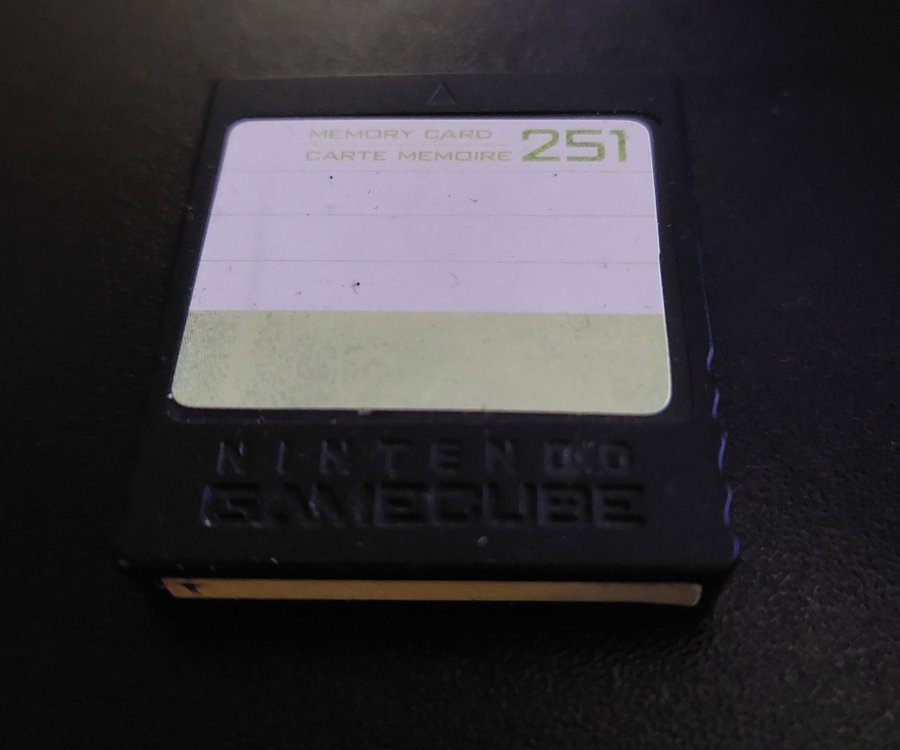 MEMORY CARD 251
CARTE MEMOIRE
NINTENDO
GAMECUBE